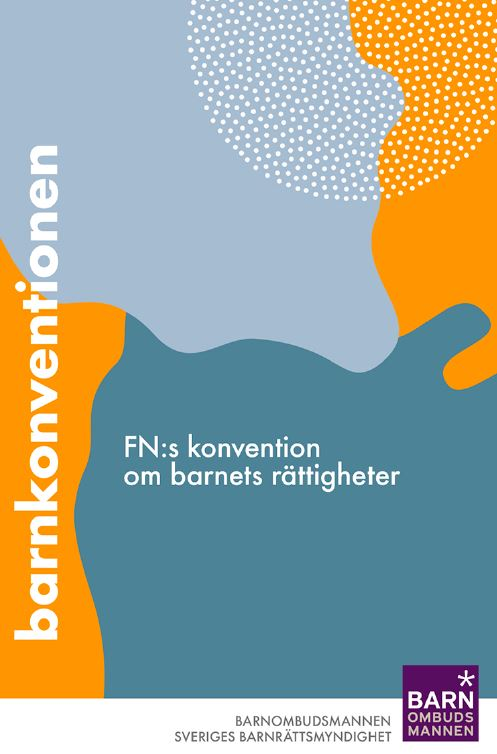 barnkonventionen
FN:s konvention
om barnets rättigheter
BARNOMBUDSMANNEN
SVERIGES BARNRÄTTSMYNDIGHET
*
BARN
OMBUDS
MANNEN